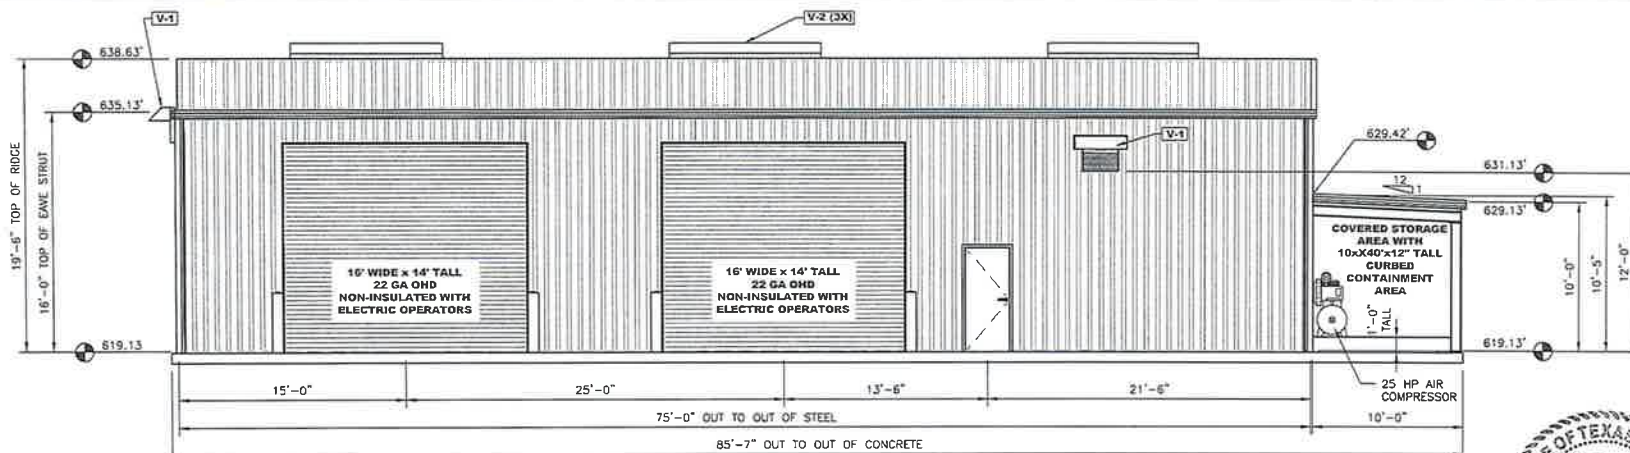 V-1
V-2 (3X)
638.63'
635.13'
629.42'
V-1
631.13'
12
1
629.13'
19'-6" TOP OF RIDGE
16'-0" TOP OF EAVE STRUT
COVERED STORAGE
AREA WITH
10xX40'x12" TALL
CURBED
CONTAINMENT
AREA
16' WIDE x 14' TALL
22 GA OHD
NON-INSULATED WITH
ELECTRIC OPERATORS
16' WIDE x 14' TALL
22 GA OHD
NON-INSULATED WITH
ELECTRIC OPERATORS
1'-0"
TALL
10'-0"
10'-5"
12'-0"
619.13
619.13'
15'-0"
25'-0"
13'-6"
21'-6"
25 HP AIR
COMPRESSOR
75'-0" OUT TO OUT OF STEEL
10'-0"
85'-7" OUT TO OUT OF CONCRETE
E OF TEXAS